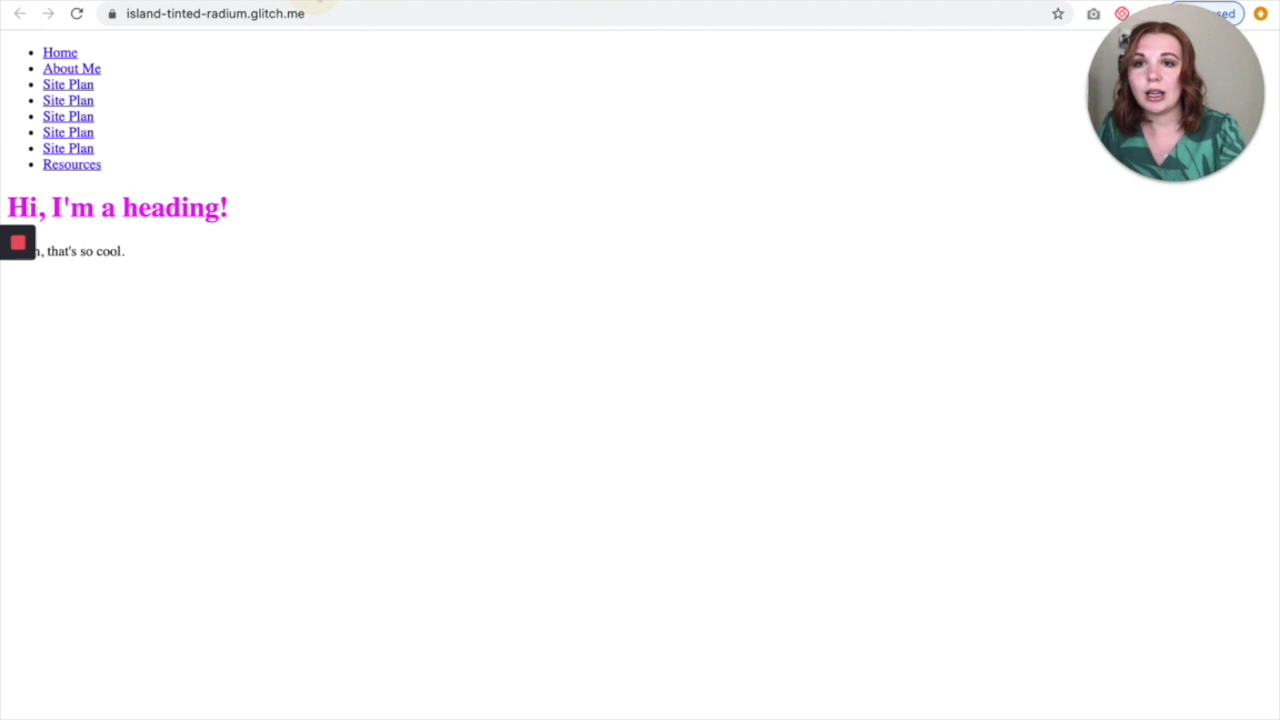 island-tinted-radium.glitch.me
Home
About Me
Site Plan
Site Plan
Site Plan
Site Plan
Site Plan
Resources
Hi, I'm a heading!
that's so cool.